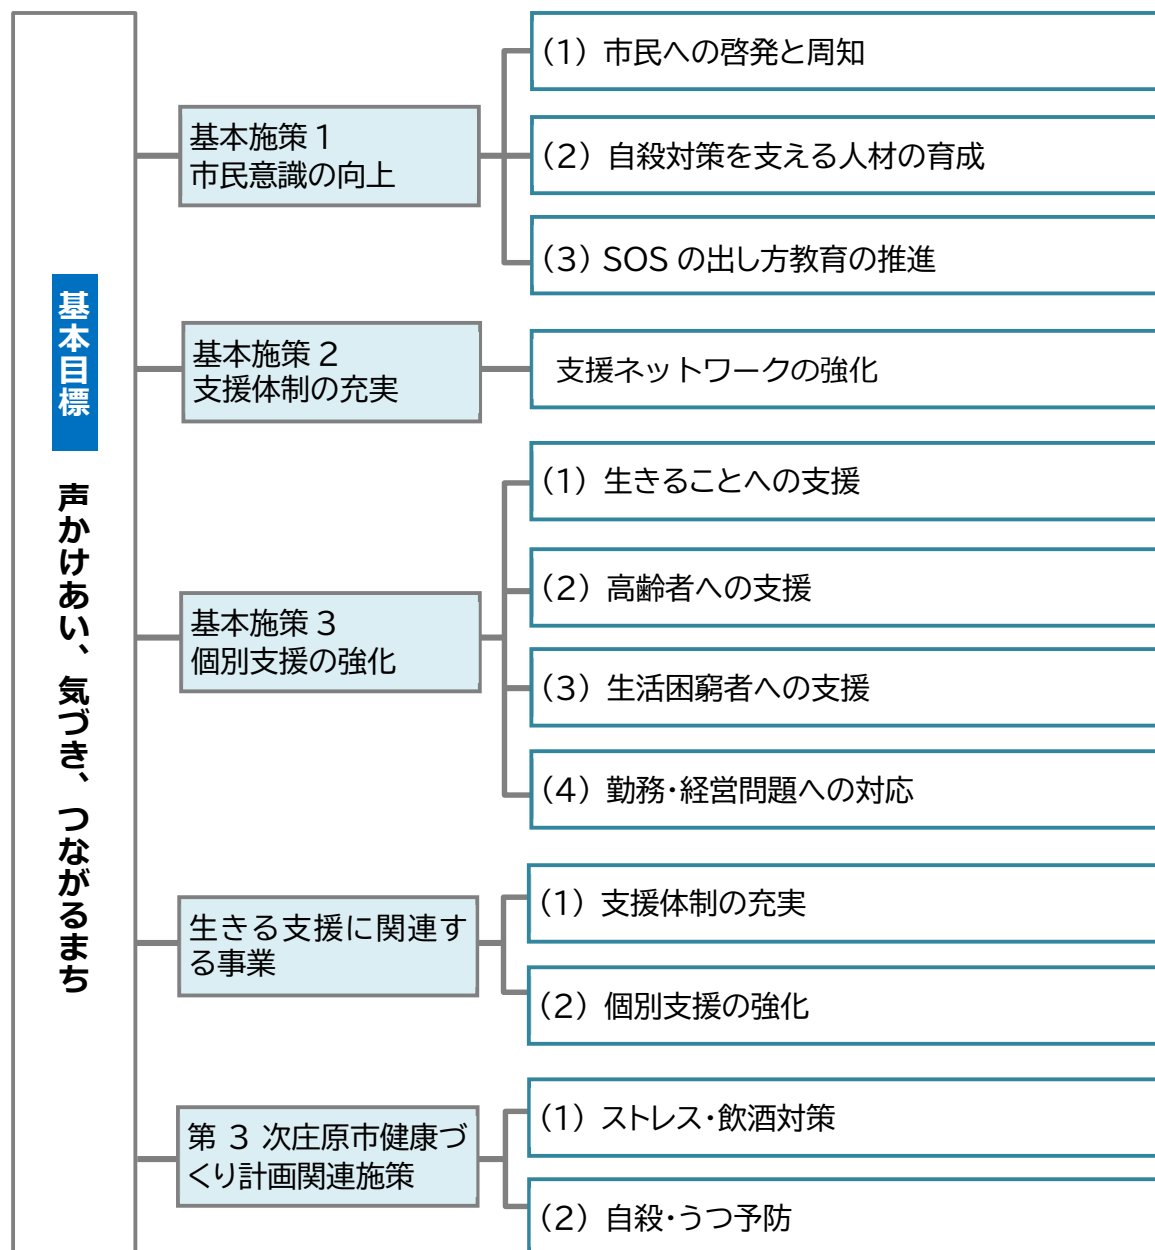 基本目標
声かけあい、気づき、つながるまち
基本施策 1
市民意識の向上
(1) 市民への啓発と周知
(2) 自殺対策を支える人材の育成
(3) SOS の出し方教育の推進
基本施策 2
支援体制の充実
支援ネットワークの強化
基本施策 3
個別支援の強化
(1) 生きることへの支援
(2) 高齢者への支援
(3) 生活困窮者への支援
(4) 勤務・経営問題への対応
生きる支援に関連す
る事業
(1) 支援体制の充実
(2) 個別支援の強化
第 3 次庄原市健康づ
くり計画関連施策
(1) ストレス・飲酒対策
(2) 自殺・うつ予防